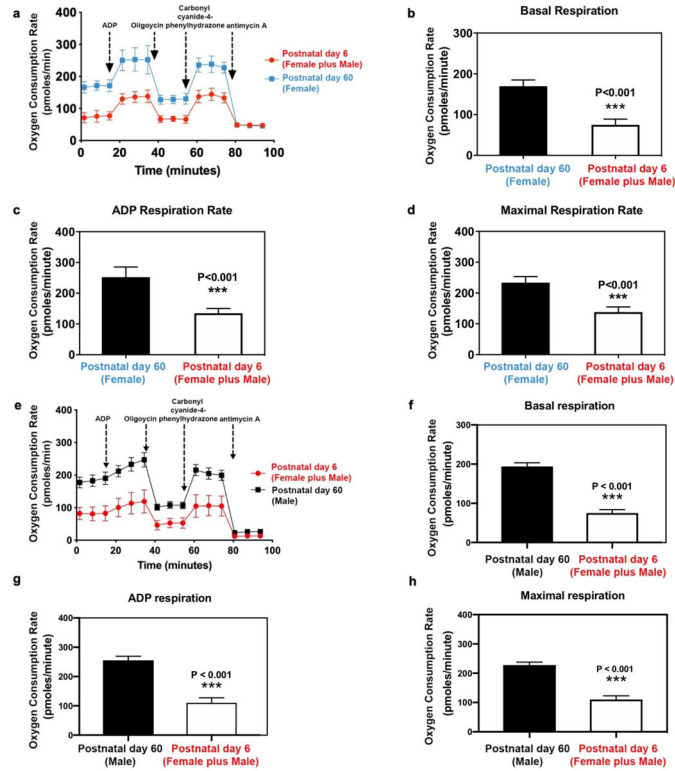 a
Oxygen Consumption Rate
(pmoles/min)
400
300
200
100
0
0 20 40 60 80 100
Time (minutes)
ADP
Carbonyl
cyanide-4-
Oligoycin phenylhydrazone antimycin A
Postnatal day 6
(Female plus Male)
Postnatal day 60
(Female)
b
Basal Respiration
Oxygen Consumption Rate
(pmoles/minute)
300
200
100
0
P<0.001
***
Postnatal day 60
(Female)
Postnatal day 6
(Female plus Male)
c
ADP Respiration Rate
Oxygen Consumption Rate
(pmoles/minute)
400
300
200
100
0
P<0.001
***
Postnatal day 60
(Female)
Postnatal day 6
(Female plus Male)
d
Maximal Respiration Rate
Oxygen Consumption Rate
(pmoles/minute)
400
300
200
100
0
P<0.001
***
Postnatal day 60
(Female)
Postnatal day 6
(Female plus Male)
e
Oxygen Consumption Rate
(pmoles/min)
400
300
200
100
0
0 20 40 60 80 100
Time (minutes)
ADP
Carbonyl
cyanide-4-
Oligoycin phenylhydrazone antimycin A
Postnatal day 6
(Female plus Male)
Postnatal day 60
(Male)
f
Basal respiration
Oxygen Consumption Rate
(pmoles/minute)
300
200
100
0
P < 0.001
***
Postnatal day 60
(Male)
Postnatal day 6
(Female plus Male)
g
ADP respiration
Oxygen Consumption Rate
(pmoles/minute)
400
300
200
100
0
P < 0.001
***
Postnatal day 60
(Male)
Postnatal day 6
(Female plus Male)
h
Maximal respiration
Oxygen Consumption Rate
(pmoles/minute)
400
300
200
100
0
P < 0.001
***
Postnatal day 60
(Male)
Postnatal day 6
(Female plus Male)